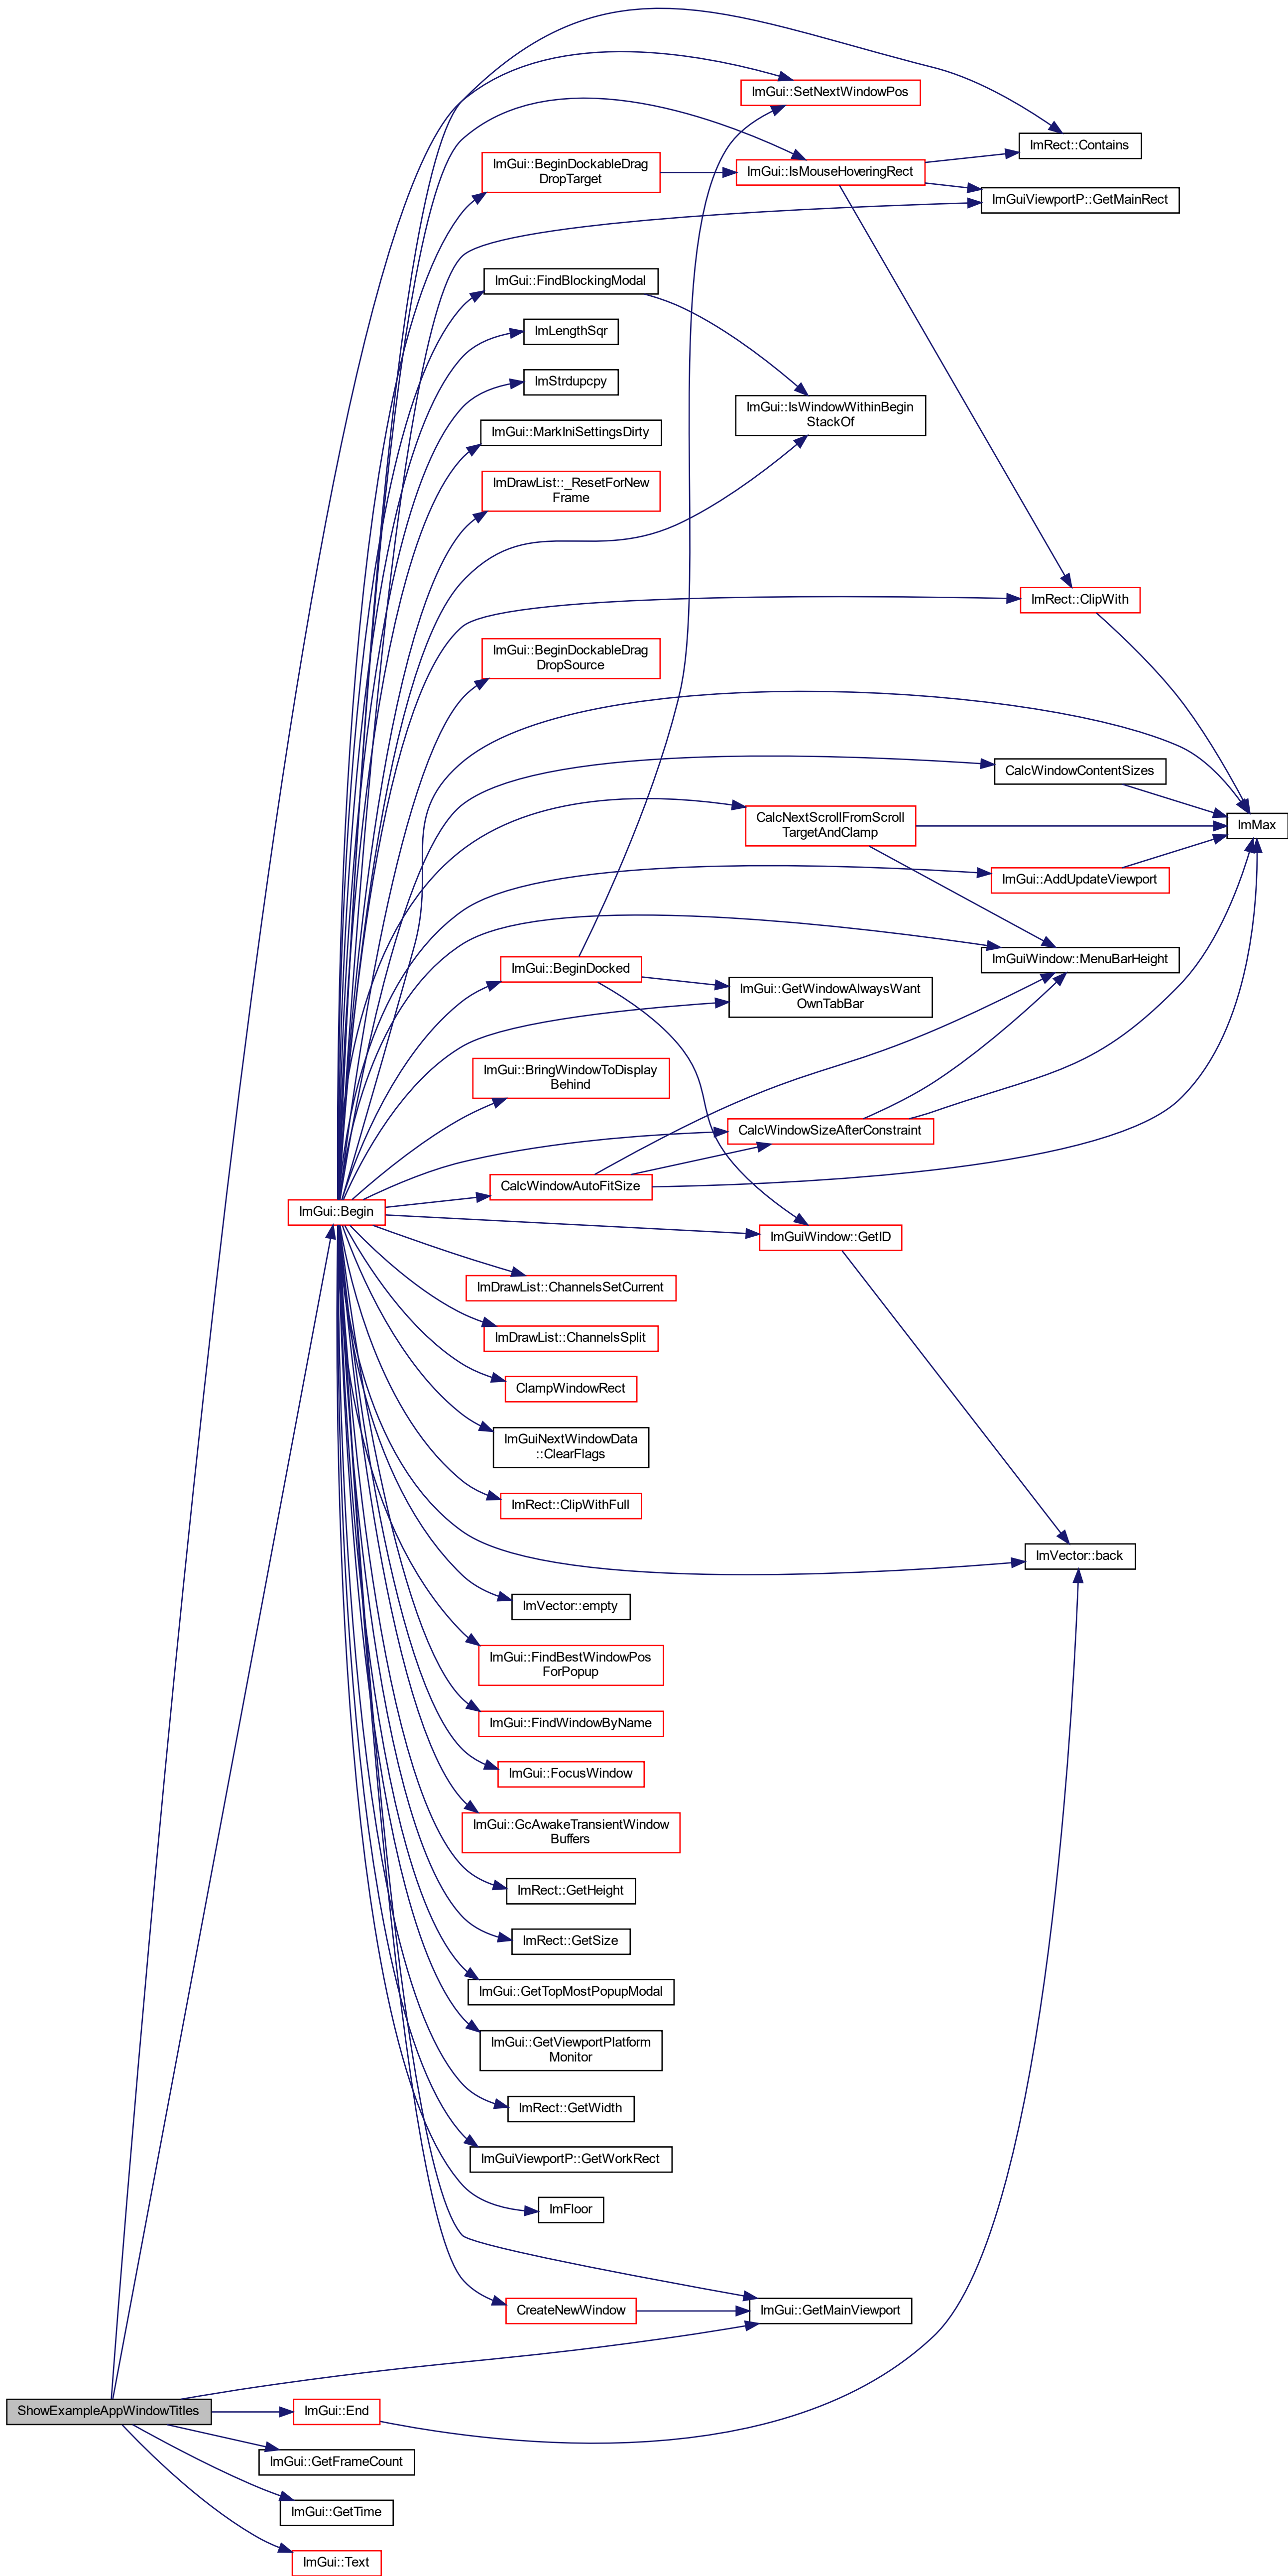 ImGui::SetNextWindowPos
ImRect::Contains
ImGui::BeginDockableDrag
DropTarget
ImGui::IsMouseHoveringRect
ImGuiViewportP::GetMainRect
ImGui::FindBlockingModal
ImLengthSqr
ImStrdupcpy
ImGui::IsWindowWithinBegin
StackOf
ImGui::MarkIniSettingsDirty
ImDrawList::_ResetForNew
Frame
ImRect::ClipWith
ImGui::BeginDockableDrag
DropSource
CalcWindowContentSizes
CalcNextScrollFromScroll
TargetAndClamp
ImMax
ImGui::AddUpdateViewport
ImGuiWindow::MenuBarHeight
ImGui::BeginDocked
ImGui::GetWindowAlwaysWant
OwnTabBar
ImGui::BringWindowToDisplay
Behind
CalcWindowSizeAfterConstraint
CalcWindowAutoFitSize
ImGui::Begin
ImGuiWindow::GetID
ImDrawList::ChannelsSetCurrent
ImDrawList::ChannelsSplit
ClampWindowRect
ImGuiNextWindowData
::ClearFlags
ImRect::ClipWithFull
ImVector::back
ImVector::empty
ImGui::FindBestWindowPos
ForPopup
ImGui::FindWindowByName
ImGui::FocusWindow
ImGui::GcAwakeTransientWindow
Buffers
ImRect::GetHeight
ImRect::GetSize
ImGui::GetTopMostPopupModal
ImGui::GetViewportPlatform
Monitor
ImRect::GetWidth
ImGuiViewportP::GetWorkRect
ImFloor
CreateNewWindow
ImGui::GetMainViewport
ShowExampleAppWindowTitles
ImGui::End
ImGui::GetFrameCount
ImGui::GetTime
ImGui::Text